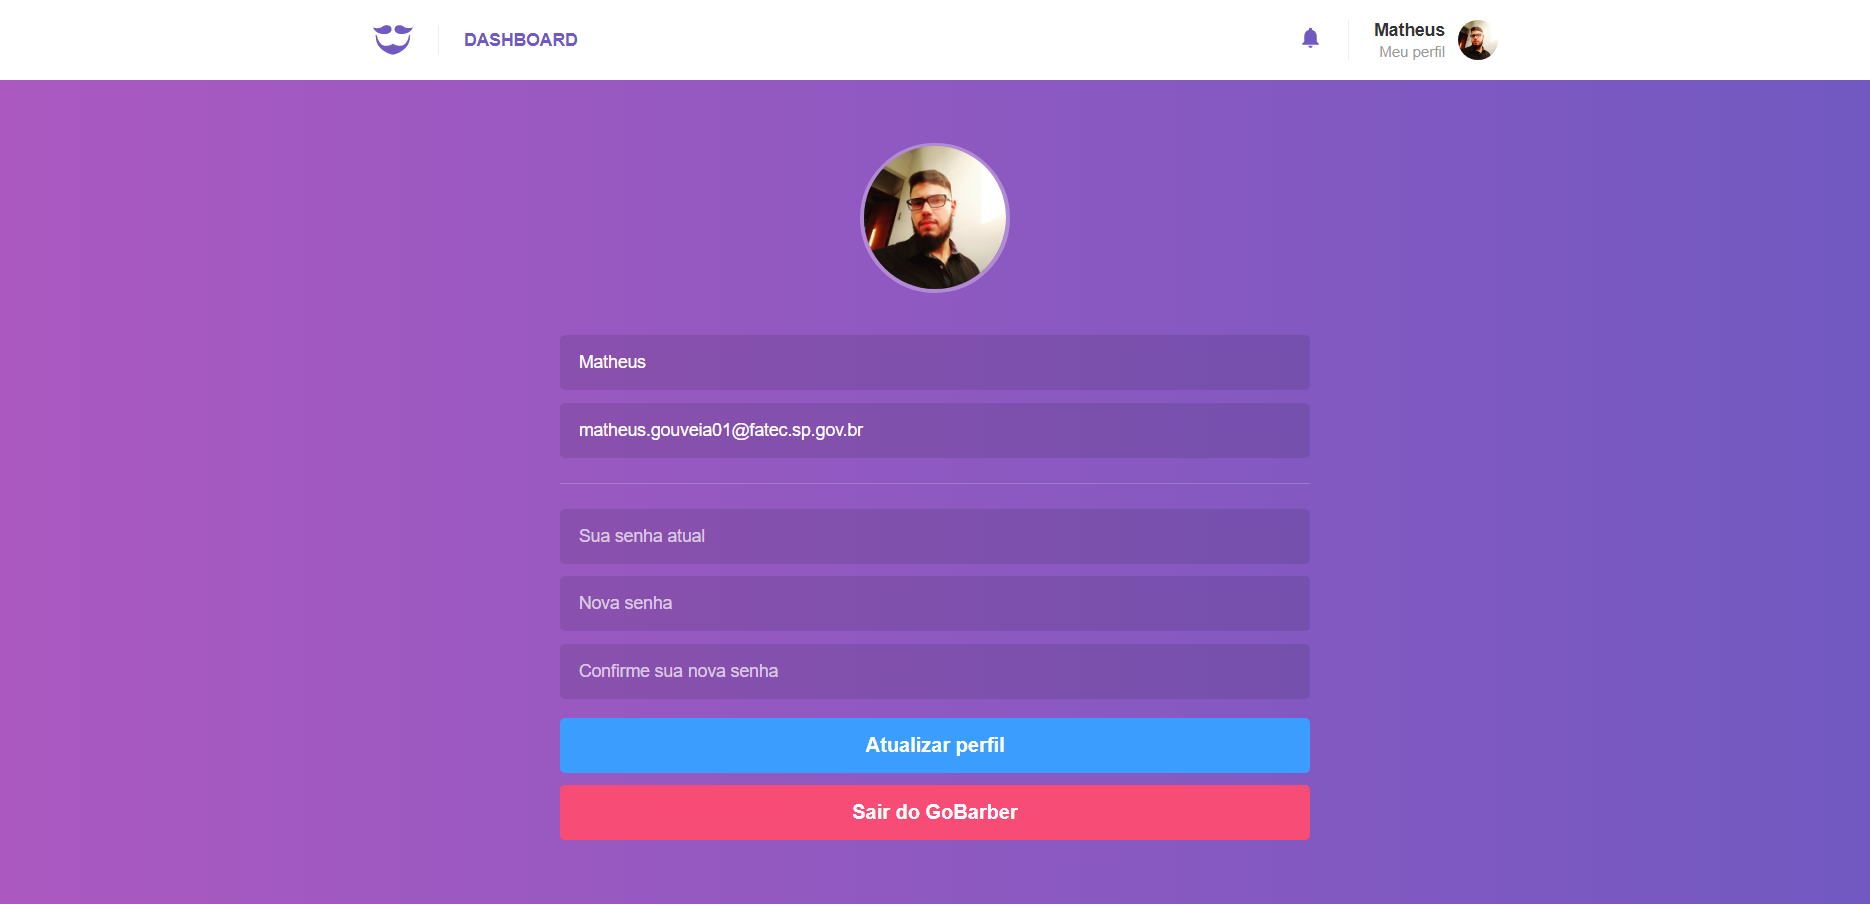 DASHBOARD
Matheus
Meu perfil
Matheus
matheus.gouveia01@fatec.sp.gov.br
Sua senha atual
Nova senha
Confirme sua nova senha
Atualizar perfil
Sair do GoBarber